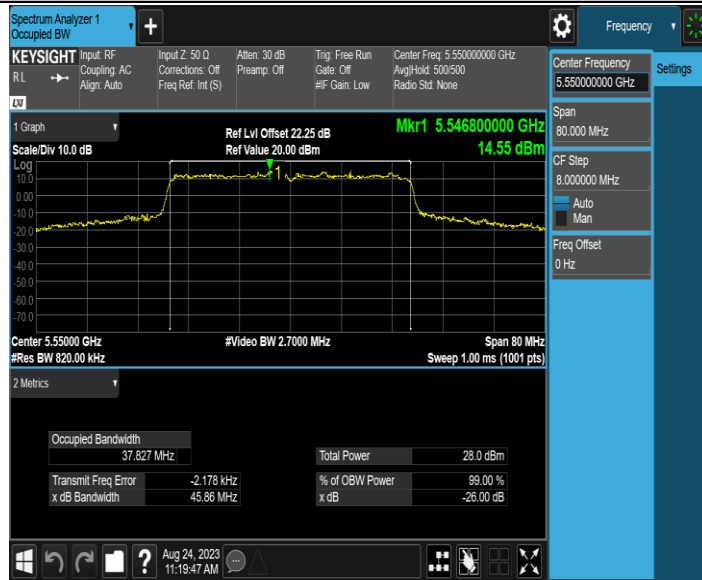 Spectrum Analyzer 1
Occupied BW
+
Frequency
KEYSIGHT
RL
LXI
Input: RF
Coupling: AC
Align: Auto
Input Z: 50 Ω
Corrections: Off
Freq Ref: Int (S)
Atten: 30 dB
Preamp: Off
Trig: Free Run
Gate: Off
#IF Gain: Low
Center Freq: 5.550000000 GHz
Avg|Hold: 500/500
Radio Std: None
Center Frequency
5.550000000 GHz
Settings
Span
80.000 MHz
CF Step
8.000000 MHz
Auto
Man
Freq Offset
0 Hz
1 Graph
Scale/Div 10.0 dB
Ref Lvl Offset 22.25 dB
Ref Value 20.00 dBm
Mkr1 5.546800000 GHz
14.55 dBm
Log
10.0
0.00
-10.0
-20.0
-30.0
-40.0
-50.0
-60.0
-70.0
1
Center 5.55000 GHz
#Res BW 820.00 kHz
#Video BW 2.7000 MHz
Span 80 MHz
Sweep 1.00 ms (1001 pts)
2 Metrics
Occupied Bandwidth
37.827 MHz
Total Power 28.0 dBm
Transmit Freq Error -2.178 kHz
% of OBW Power 99.00 %
x dB Bandwidth 45.86 MHz
x dB -26.00 dB
?
Aug 24, 2023
11:19:47 AM